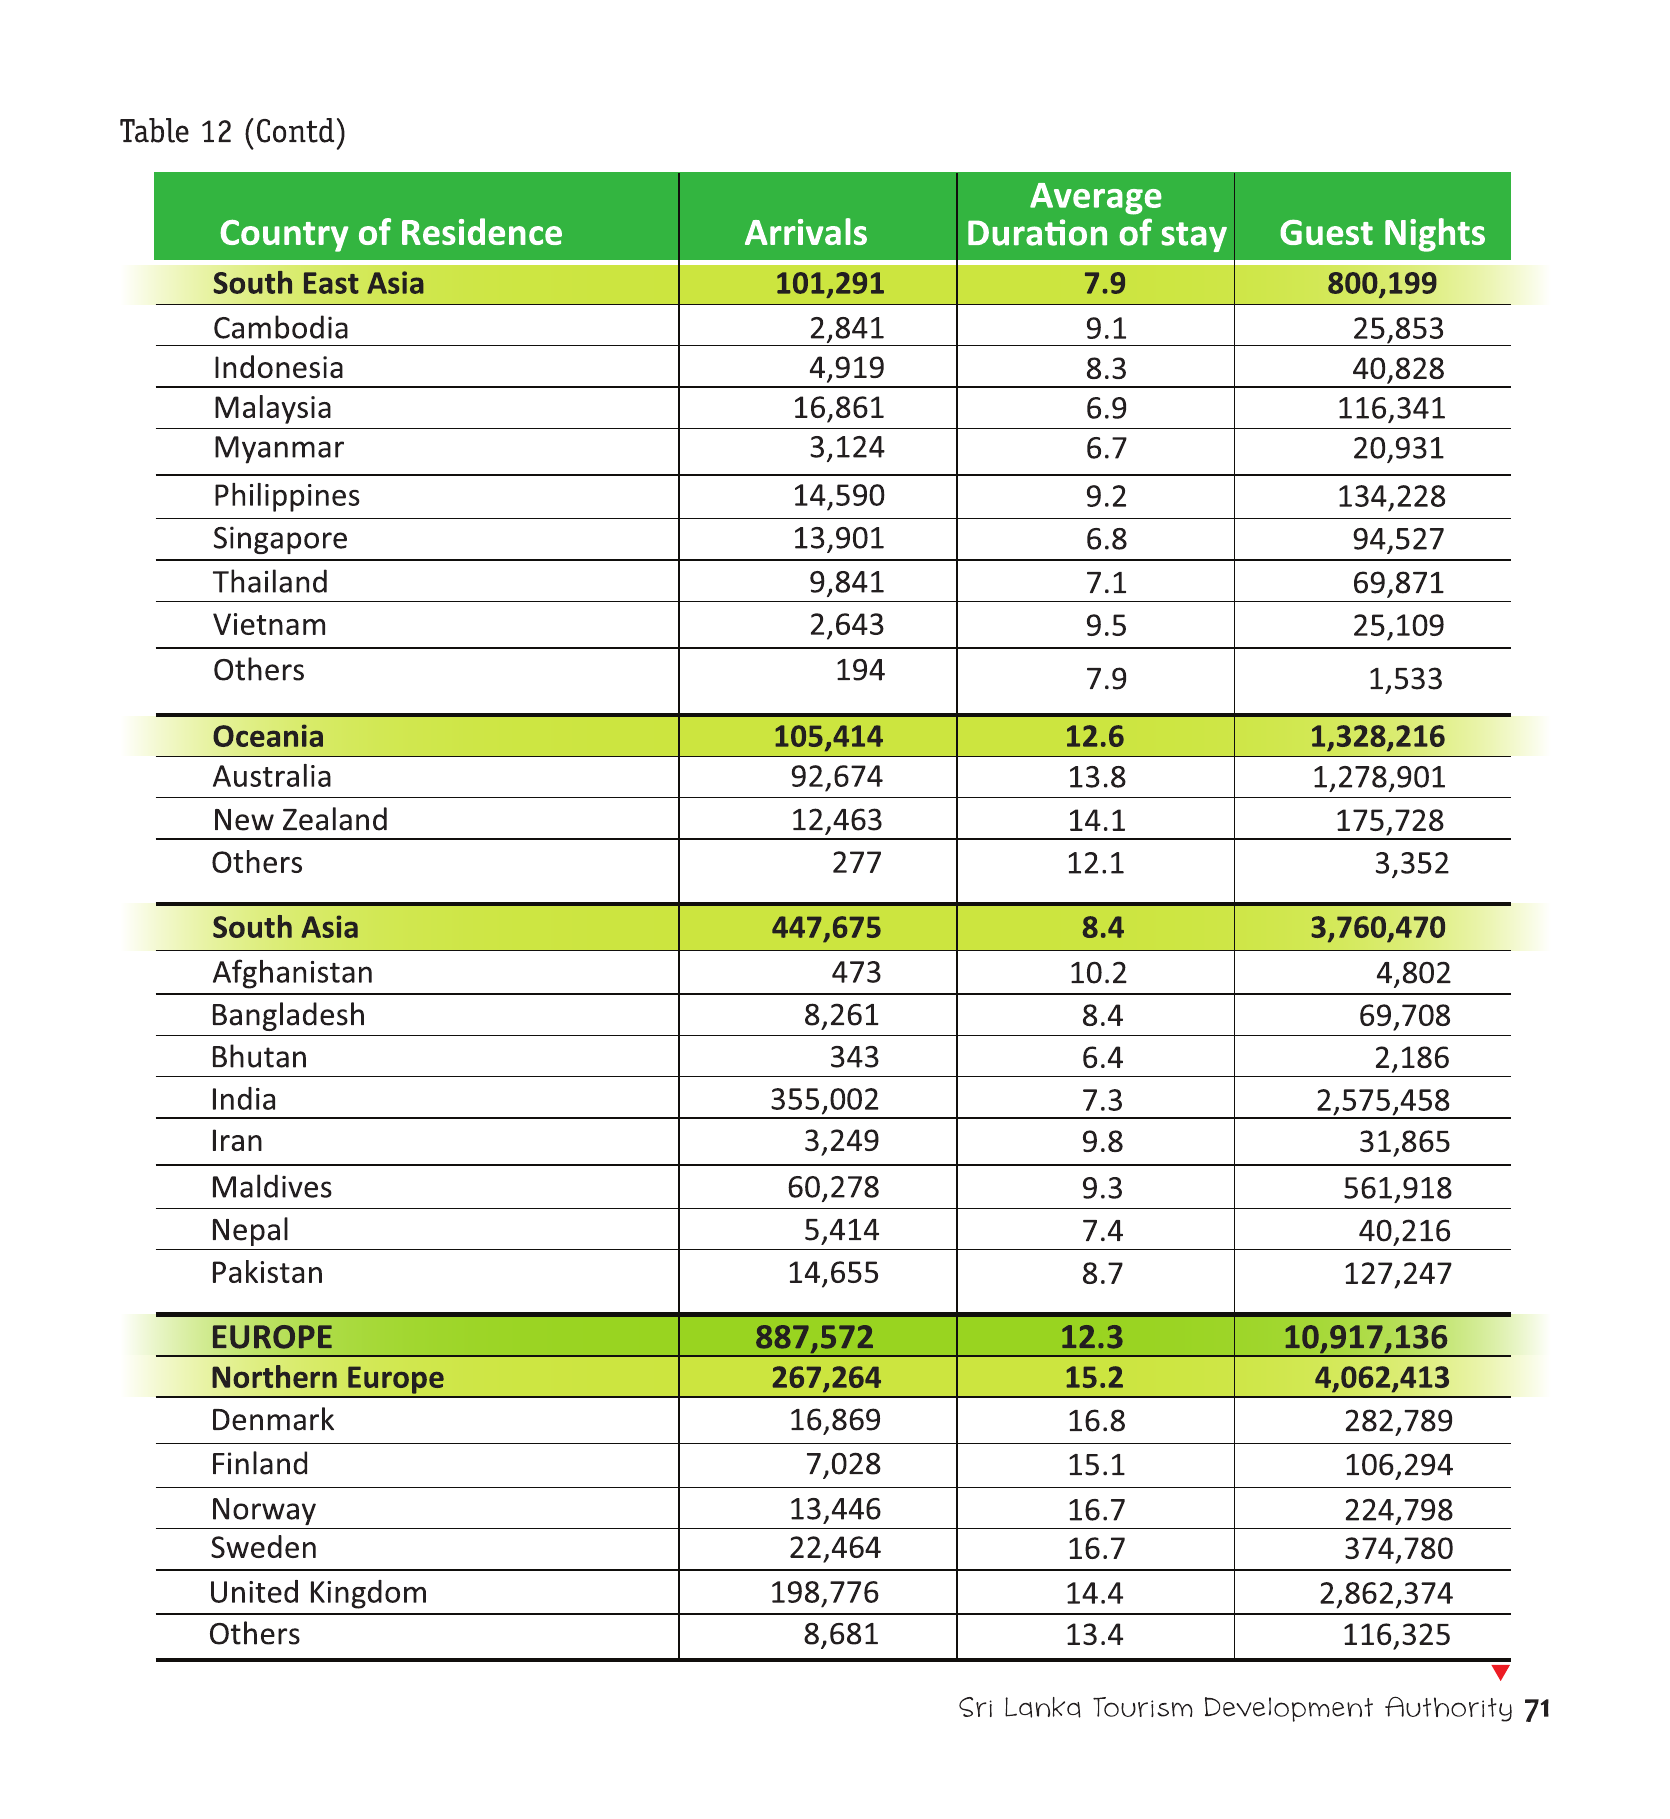 Table 12 (Contd)
Country of Residence Arrivals Average Duration of stay Guest Nights
South East Asia 101,291 7.9 800,199
Cambodia 2,841 9.1 25,853
Indonesia 4,919 8.3 40,828
Malaysia 16,861 6.9 116,341
Myanmar 3,124 6.7 20,931
Philippines 14,590 9.2 134,228
Singapore 13,901 6.8 94,527
Thailand 9,841 7.1 69,871
Vietnam 2,643 9.5 25,109
Others 194 7.9 1,533
Oceania 105,414 12.6 1,328,216
Australia 92,674 13.8 1,278,901
New Zealand 12,463 14.1 175,728
Others 277 12.1 3,352
South Asia 447,675 8.4 3,760,470
Afghanistan 473 10.2 4,802
Bangladesh 8,261 8.4 69,708
Bhutan 343 6.4 2,186
India 355,002 7.3 2,575,458
Iran 3,249 9.8 31,865
Maldives 60,278 9.3 561,918
Nepal 5,414 7.4 40,216
Pakistan 14,655 8.7 127,247
EUROPE 887,572 12.3 10,917,136
Northern Europe 267,264 15.2 4,062,413
Denmark 16,869 16.8 282,789
Finland 7,028 15.1 106,294
Norway 13,446 16.7 224,798
Sweden 22,464 16.7 374,780
United Kingdom 198,776 14.4 2,862,374
Others 8,681 13.4 116,325
Sri Lanka Tourism Development Authority 71